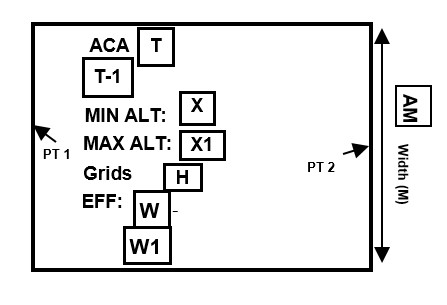 ACA T
T-1
MIN ALT: X
MAX ALT: X1
Grids H
EFF: W -
W1
PT 1
PT 2
AM
Width (M)